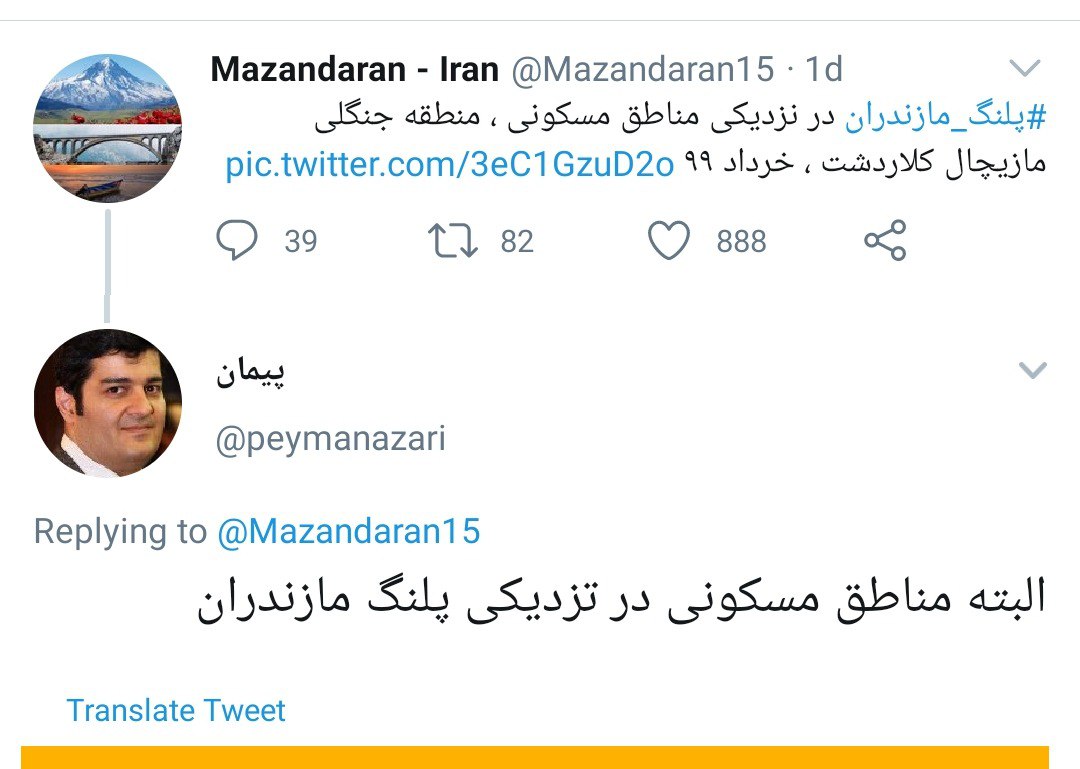 Mazandaran - Iran @Mazandaran15 · 1d
#پلنگ_مازندران در نزدیکی مناطق مسکونی ، منطقه جنگلی
مازیچال کلاردشت ، خرداد ۹۹ pic.twitter.com/3eC1GzuD2o
39 82 888
پیمان
@peymanazari
Replying to @Mazandaran15
البته مناطق مسکونی در تزدیکی پلنگ مازندران
Translate Tweet